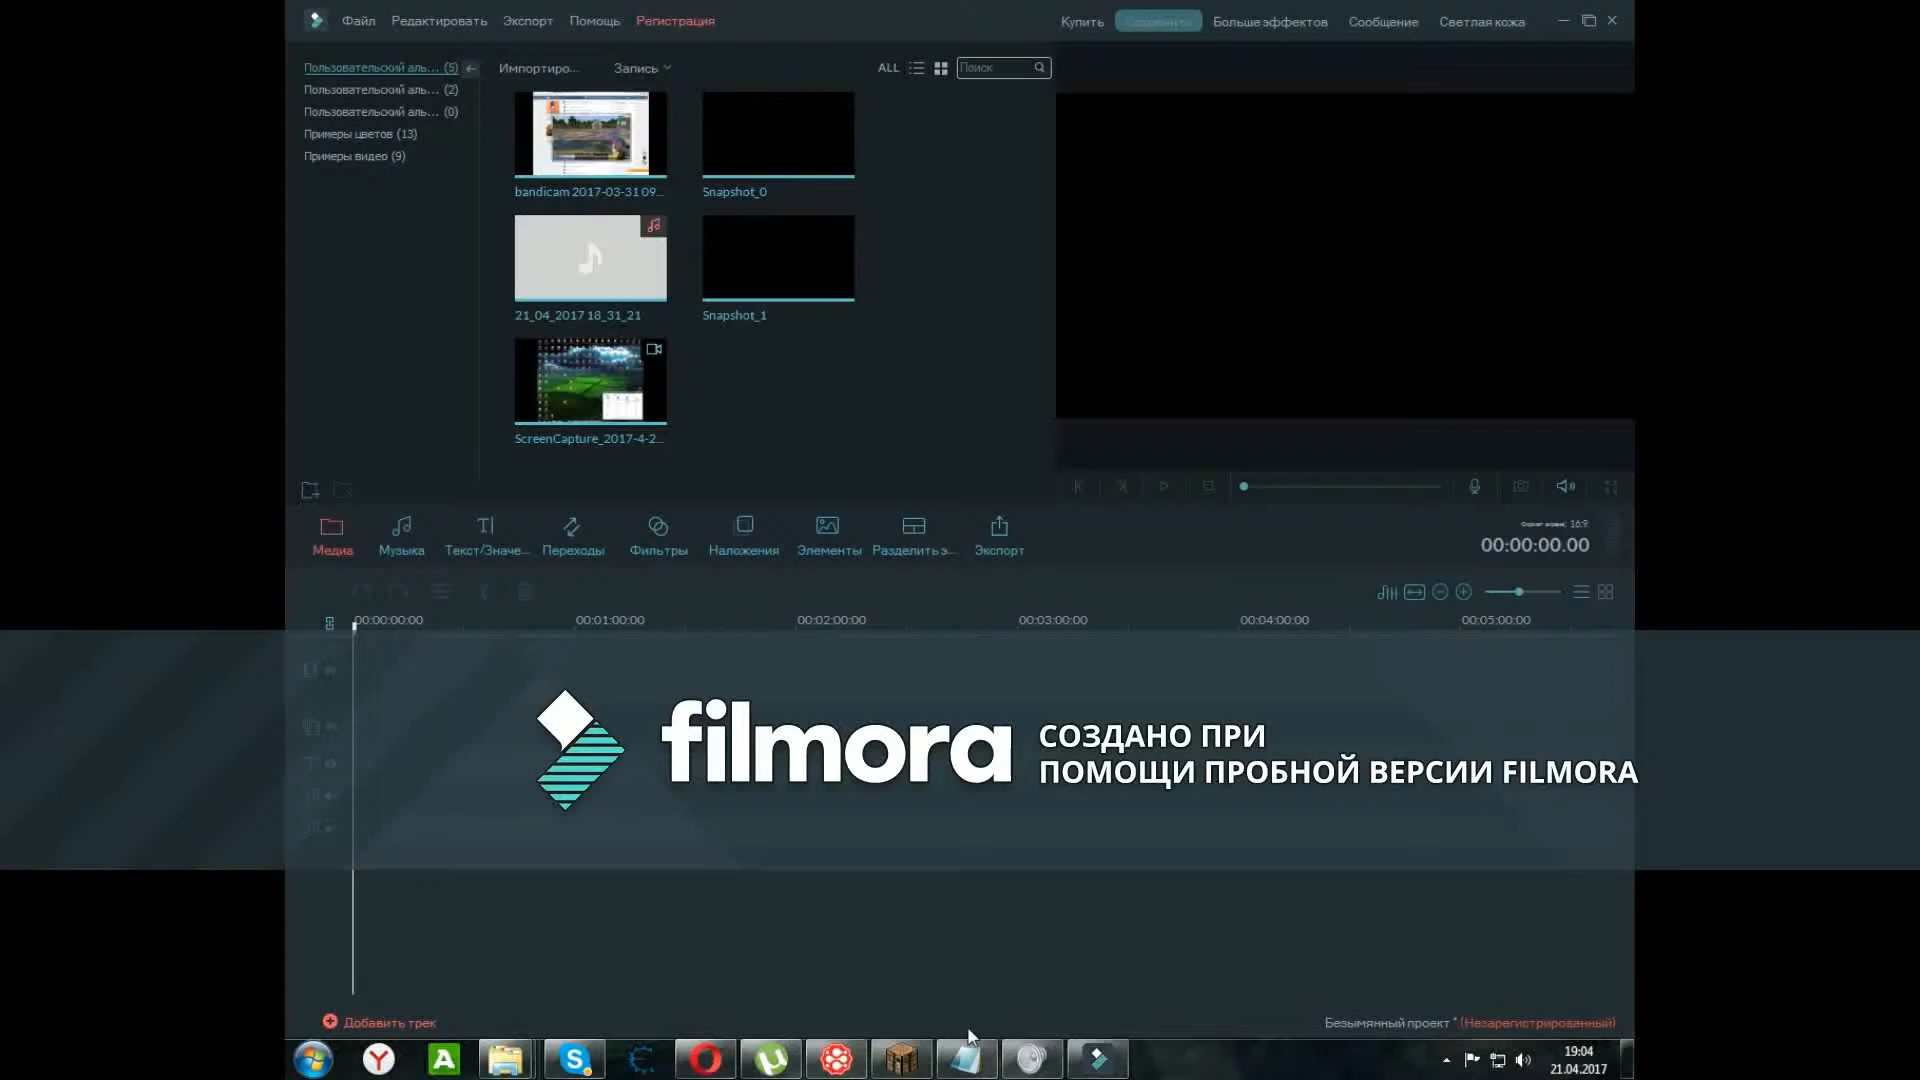 Файл Редактировать Экспорт Помощь Регистрация
Купить Больше эффектов Сообщение Светлая кожа
Пользовательский аль... (5)
Пользовательский аль... (2)
Пользовательский аль... (0)
Примеры цветов (13)
Примеры видео (9)
Импортиро... Запись ALL Поиск
bandicam 2017-03-31 09... Snapshot_0
21_04_2017 18_31_21 Snapshot_1
ScreenCapture_2017-4-2...
Медиа Музыка Текст/Значе... Переходы Фильтры Наложения Элементы Разделить э... Экспорт
Формат экрана: 16:9
00:00:00.00
00:00:00:00 00:01:00:00 00:02:00:00 00:03:00:00 00:04:00:00 00:05:00:00
filmora
СОЗДАНО ПРИ
ПОМОЩИ ПРОБНОЙ ВЕРСИИ FILMORA
Добавить трек
Безымянный проект * (Незарегистрированный)
19:04
21.04.2017